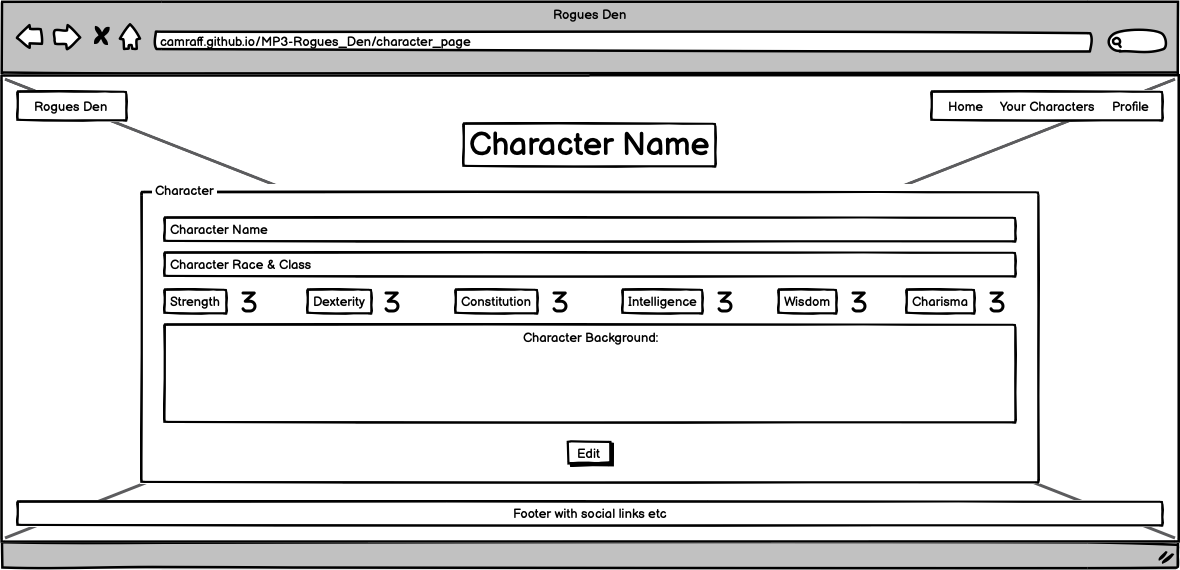 Rogues Den
camraff.github.io/MP3-Rogues_Den/character_page
Rogues Den
Home Your Characters Profile
Character Name
Character
Character Name
Character Race & Class
Strength 3 Dexterity 3 Constitution 3 Intelligence 3 Wisdom 3 Charisma 3
Character Background:
Edit
Footer with social links etc